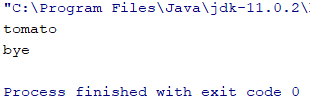 "C:\Program Files\Java\jdk-11.0.2\
tomato
bye
Process finished with exit code 0